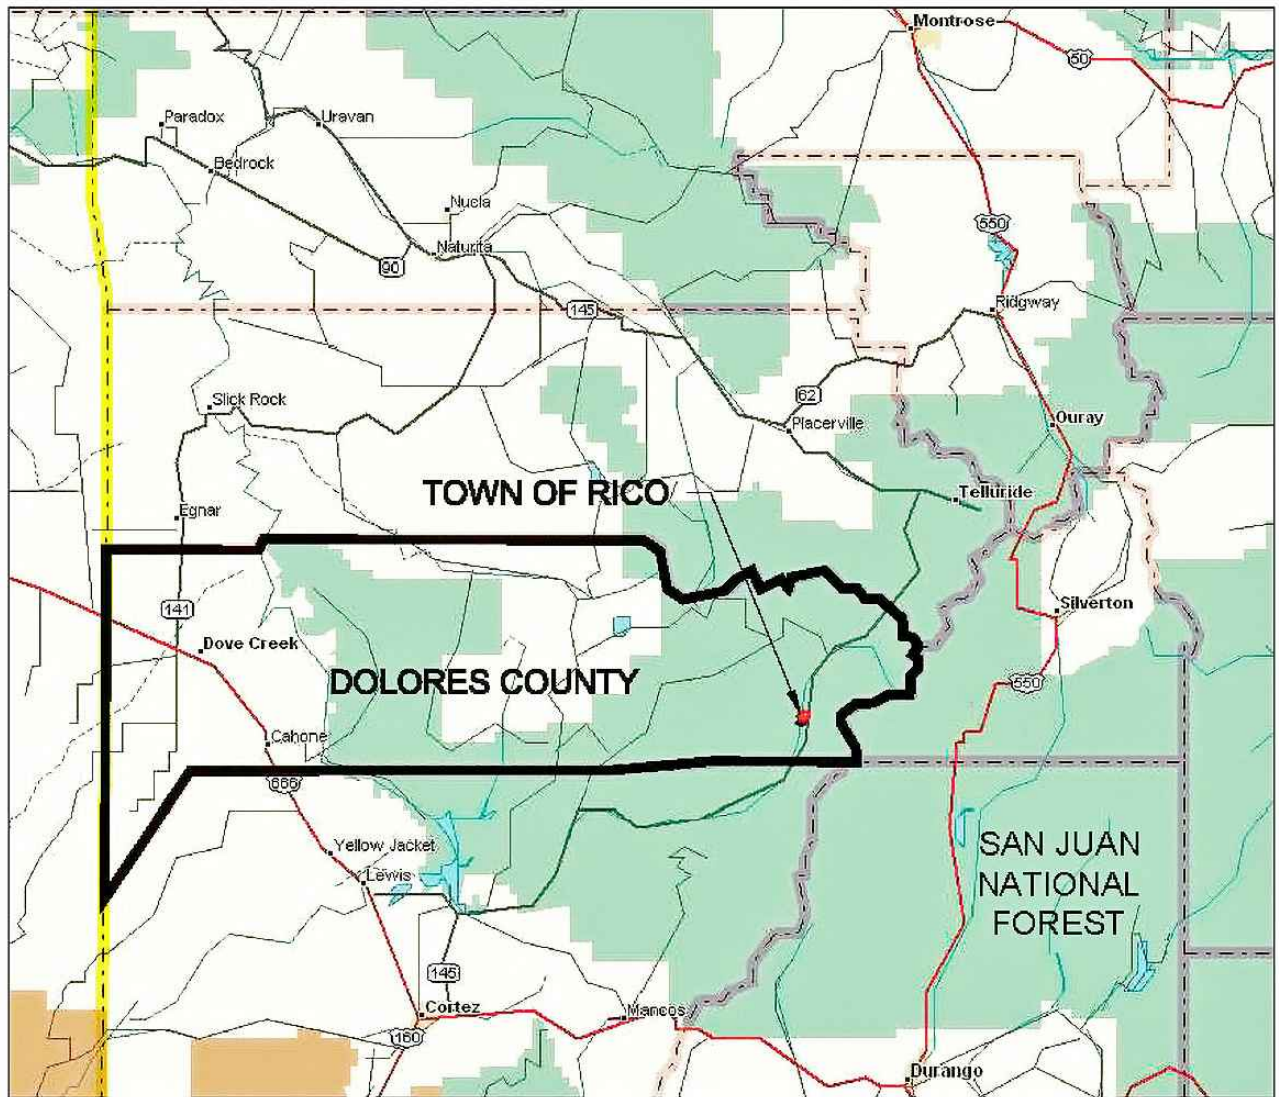 Montrose
50
Paradox
Uravan
Bedrock
Nucla
550
Naturita
90
Ridgway
145
62
Slick Rock
Placerville
Ouray
TOWN OF RICO
Telluride
Egnar
141
Silverton
Dove Creek
DOLORES COUNTY
550
Cahone
666
Yellow Jacket
SAN JUAN
NATIONAL
FOREST
Lewis
145
Cortez
Mancos
160
Durango